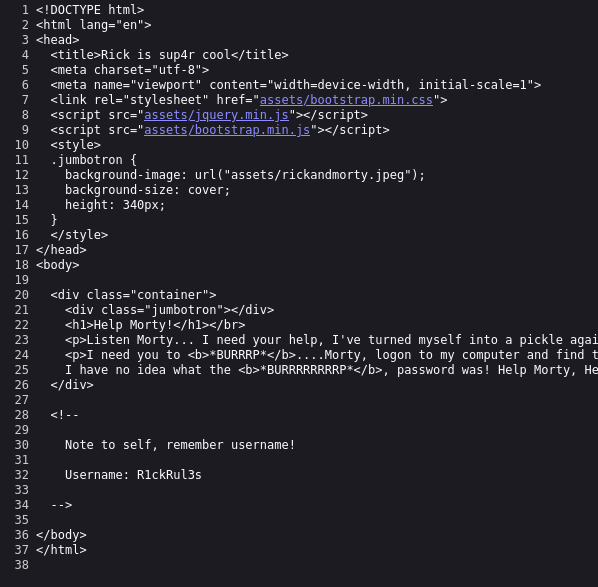 1 <!DOCTYPE html>
2 <html lang="en">
3 <head>
4   <title>Rick is sup4r cool</title>
5   <meta charset="utf-8">
6   <meta name="viewport" content="width=device-width, initial-scale=1">
7   <link rel="stylesheet" href="assets/bootstrap.min.css">
8   <script src="assets/jquery.min.js"></script>
9   <script src="assets/bootstrap.min.js"></script>
10   <style>
11   .jumbotron {
12     background-image: url("assets/rickandmorty.jpeg");
13     background-size: cover;
14     height: 340px;
15   }
16   </style>
17 </head>
18 <body>
19
20   <div class="container">
21     <div class="jumbotron"></div>
22     <h1>Help Morty!</h1></br>
23     <p>Listen Morty... I need your help, I've turned myself into a pickle agai
24     <p>I need you to <b>*BURRRP*</b>....Morty, logon to my computer and find t
25     I have no idea what the <b>*BURRRRRRRRP*</b>, password was! Help Morty, He
26   </div>
27
28   <!--
29
30     Note to self, remember username!
31
32     Username: R1ckRul3s
33
34   -->
35
36 </body>
37 </html>
38